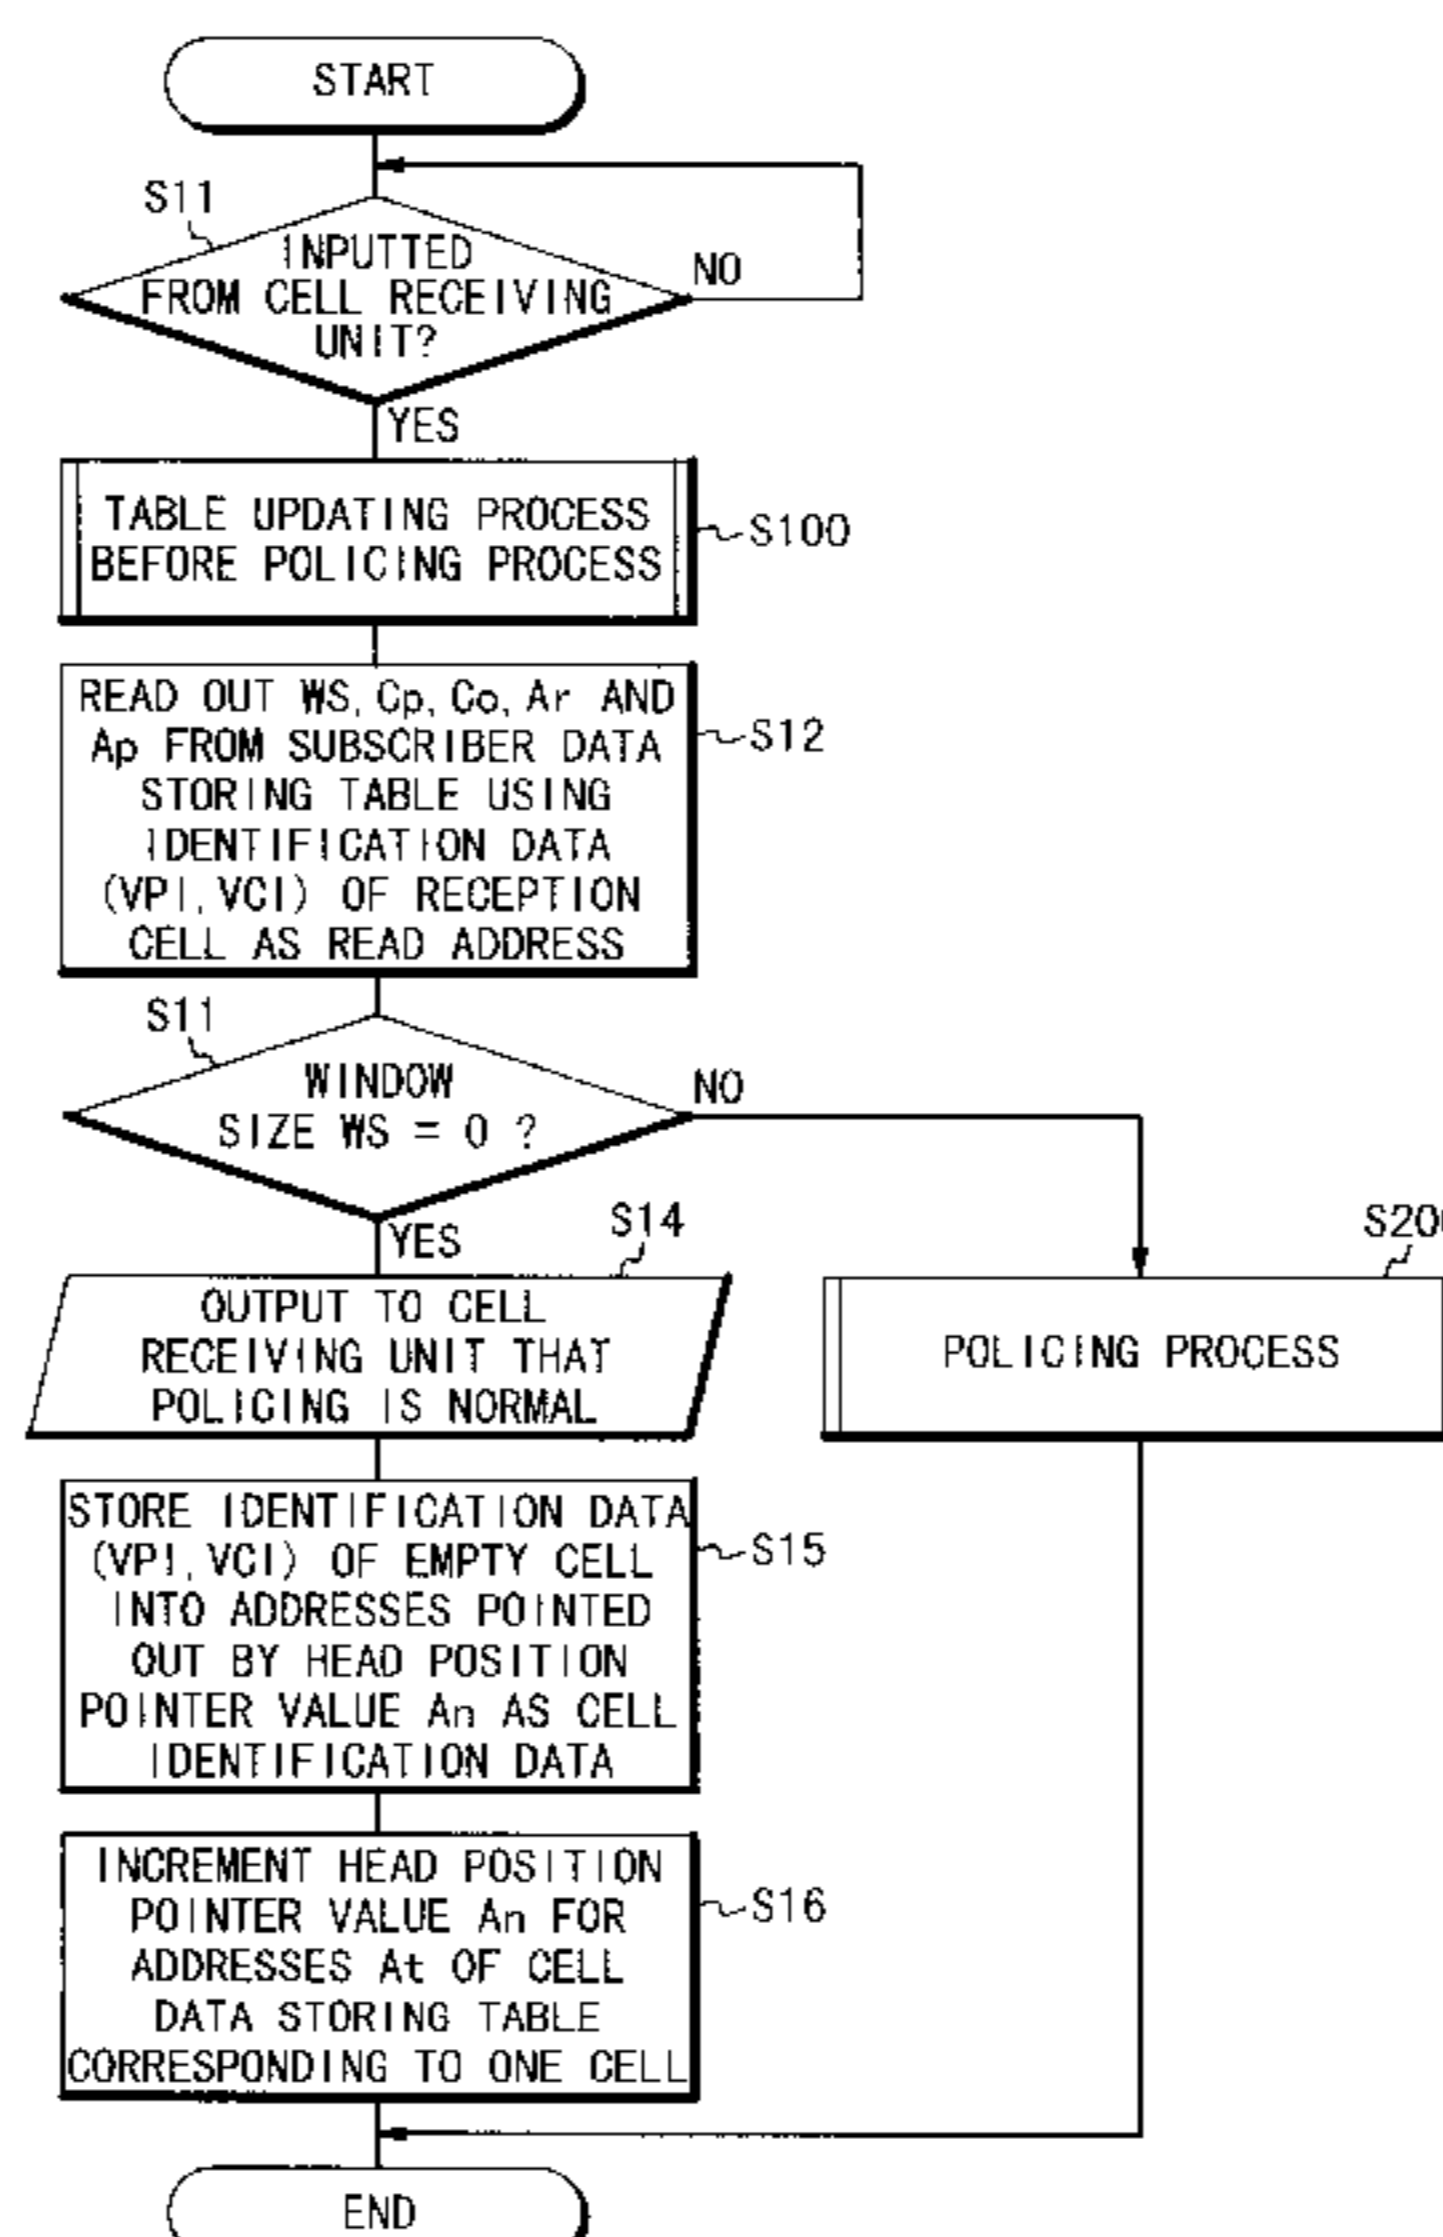 START
S11
INPUTTED
FROM CELL RECEIVING
UNIT?
NO
YES
TABLE UPDATING PROCESS
BEFORE POLICING PROCESS
S100
READ OUT WS, Cp, Co, Ar AND
Ap FROM SUBSCRIBER DATA
STORING TABLE USING
IDENTIFICATION DATA
(VPI, VCI) OF RECEPTION
CELL AS READ ADDRESS
S12
S11
WINDOW
SIZE WS = 0 ?
NO
YES
S14
OUTPUT TO CELL
RECEIVING UNIT THAT
POLICING IS NORMAL
S200
POLICING PROCESS
STORE IDENTIFICATION DATA
(VPI, VCI) OF EMPTY CELL
INTO ADDRESSES POINTED
OUT BY HEAD POSITION
POINTER VALUE An AS CELL
IDENTIFICATION DATA
S15
INCREMENT HEAD POSITION
POINTER VALUE An FOR
ADDRESSES At OF CELL
DATA STORING TABLE
CORRESPONDING TO ONE CELL
S16
END